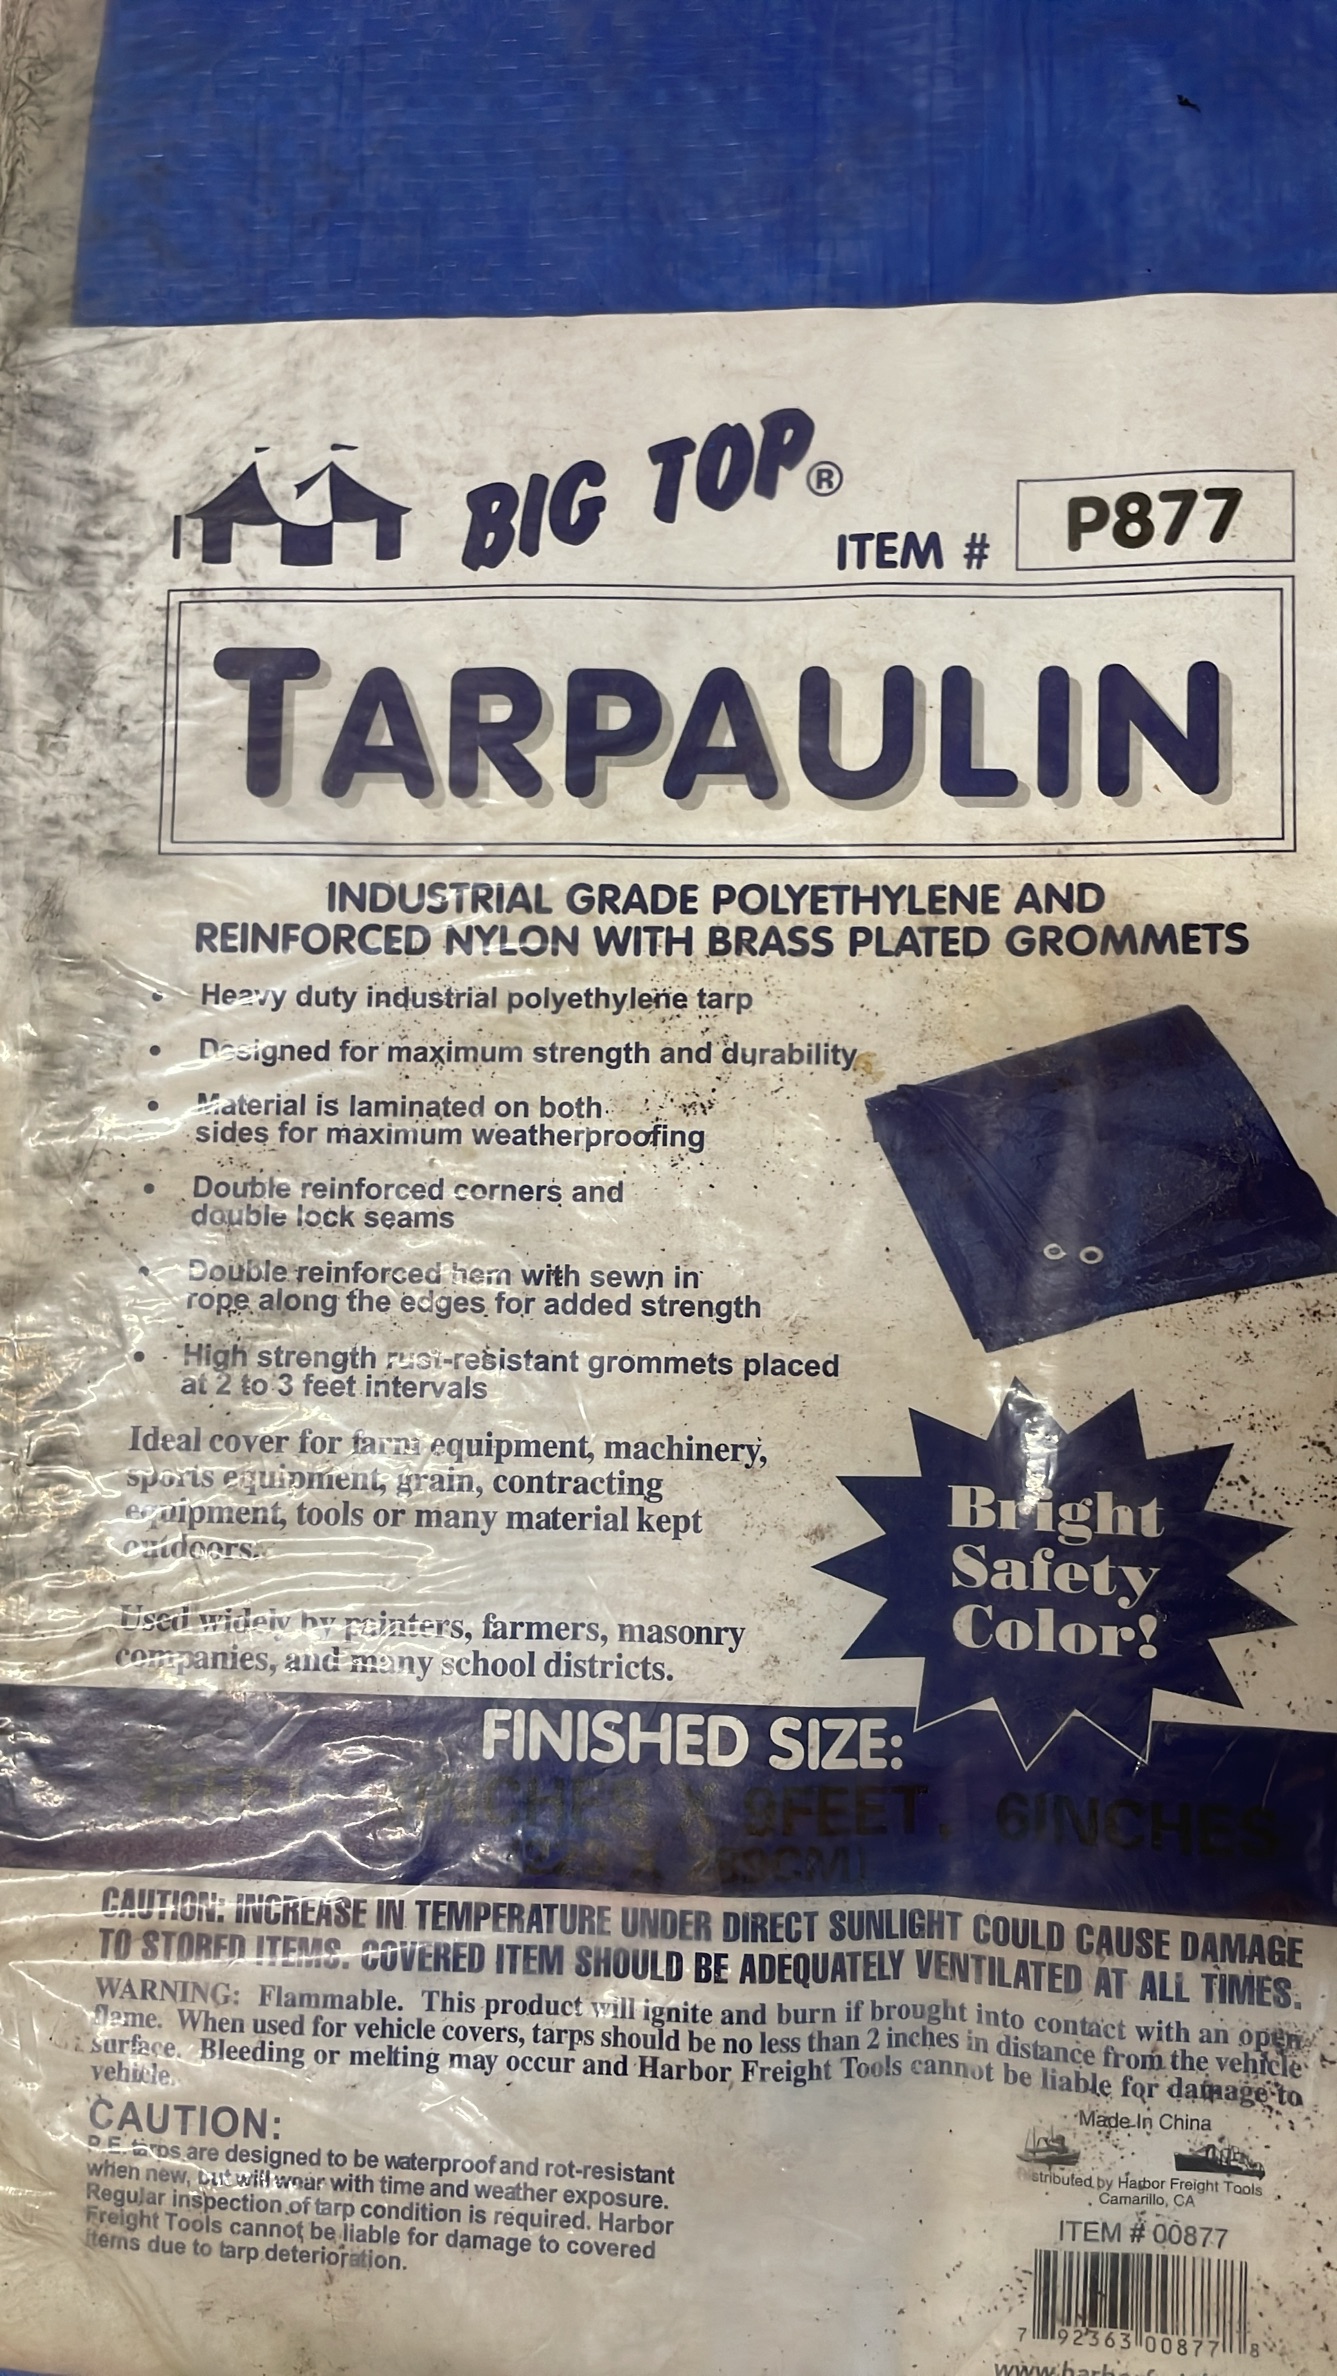 BIG TOP®
ITEM # P877
TARPAULIN
INDUSTRIAL GRADE POLYETHYLENE AND
REINFORCED NYLON WITH BRASS PLATED GROMMETS
• Heavy duty industrial polyethylene tarp
• Designed for maximum strength and durability
• Material is laminated on both
sides for maximum weatherproofing
• Double reinforced corners and
double lock seams
• Double reinforced hem with sewn in
rope along the edges for added strength
• High strength rust-resistant grommets placed
at 2 to 3 feet intervals
Ideal cover for farm equipment, machinery,
sports equipment, grain, contracting
equipment, tools or many material kept
outdoors.
Used widely by painters, farmers, masonry
companies, and many school districts.
Bright
Safety
Color!
FINISHED SIZE:
INCHES X 9FEET, 6INCHES
CAUTION: INCREASE IN TEMPERATURE UNDER DIRECT SUNLIGHT COULD CAUSE DAMAGE
TO STORED ITEMS. COVERED ITEM SHOULD BE ADEQUATELY VENTILATED AT ALL TIMES.
WARNING: Flammable. This product will ignite and burn if brought into contact with an open
flame. When used for vehicle covers, tarps should be no less than 2 inches in distance from the vehicle
surface. Bleeding or melting may occur and Harbor Freight Tools cannot be liable for damage to
vehicle.
CAUTION:
P.E. tarps are designed to be waterproof and rot-resistant
when new, but will wear with time and weather exposure.
Regular inspection of tarp condition is required. Harbor
Freight Tools cannot be liable for damage to covered
items due to tarp deterioration.
Made In China
Distributed by Harbor Freight Tools
Camarillo, CA
ITEM # 00877
7 92363 00877 8